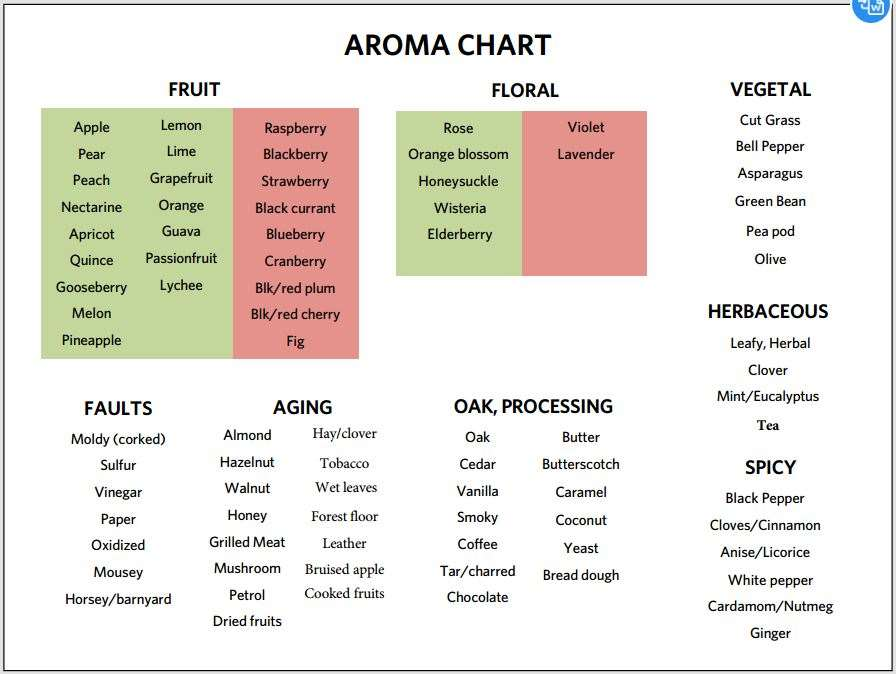 AROMA CHART
FRUIT
Apple
Pear
Peach
Nectarine
Apricot
Quince
Gooseberry
Melon
Pineapple
Lemon
Lime
Grapefruit
Orange
Guava
Passionfruit
Lychee
Raspberry
Blackberry
Strawberry
Black currant
Blueberry
Cranberry
Blk/red plum
Blk/red cherry
Fig
FLORAL
Rose
Orange blossom
Honeysuckle
Wisteria
Elderberry
Violet
Lavender
VEGETAL
Cut Grass
Bell Pepper
Asparagus
Green Bean
Pea pod
Olive
HERBACEOUS
Leafy, Herbal
Clover
Mint/Eucalyptus
Tea
SPICY
Black Pepper
Cloves/Cinnamon
Anise/Licorice
White pepper
Cardamom/Nutmeg
Ginger
FAULTS
Moldy (corked)
Sulfur
Vinegar
Paper
Oxidized
Mousey
Horsey/barnyard
AGING
Almond
Hazelnut
Walnut
Honey
Grilled Meat
Mushroom
Petrol
Dried fruits
Hay/clover
Tobacco
Wet leaves
Forest floor
Leather
Bruised apple
Cooked fruits
OAK, PROCESSING
Oak
Cedar
Vanilla
Smoky
Coffee
Tar/charred
Chocolate
Butter
Butterscotch
Caramel
Coconut
Yeast
Bread dough
W